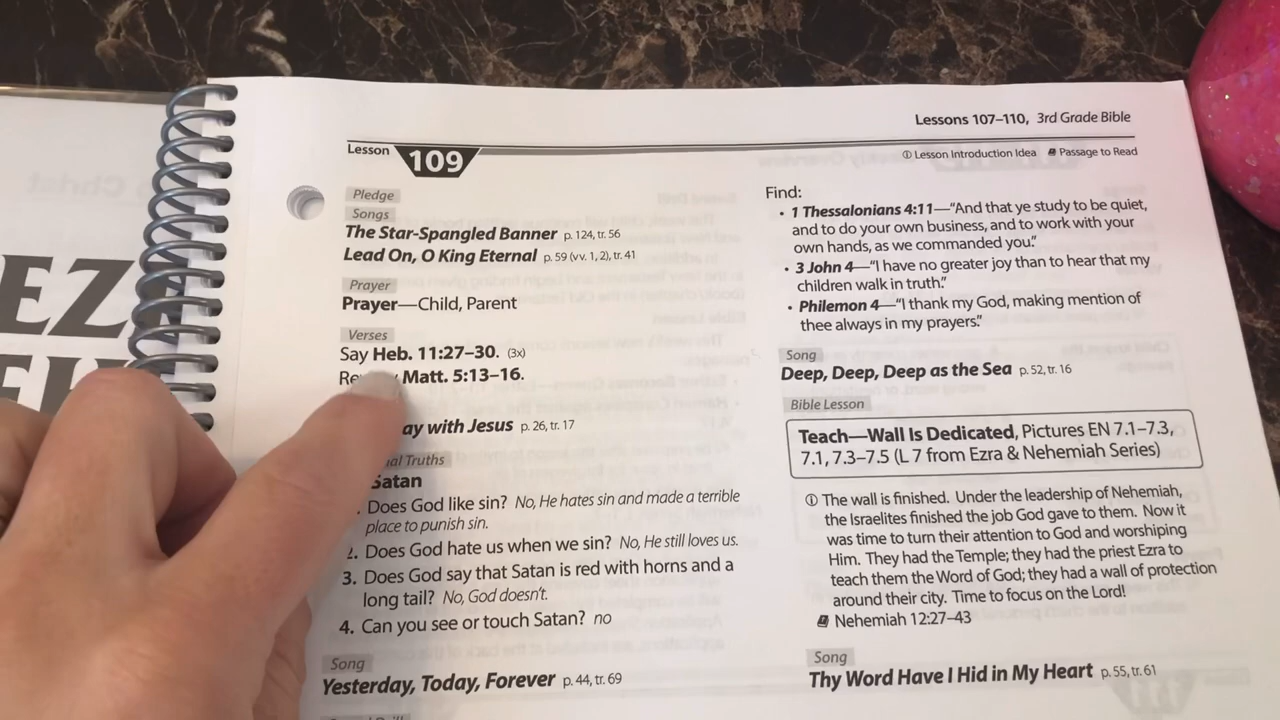 Lessons 107–110, 3rd Grade Bible
Lesson 109
① Lesson Introduction Idea Passage to Read
Pledge
Songs
The Star-Spangled Banner p. 124, tr. 56
Lead On, O King Eternal p. 59 (vv. 1, 2), tr. 41
Prayer
Prayer—Child, Parent
Verses
Say Heb. 11:27–30. (3x)
Matt. 5:13–16.
with Jesus p. 26, tr. 17
Truths
Satan
Does God like sin? No, He hates sin and made a terrible
place to punish sin.
2. Does God hate us when we sin? No, He still loves us.
3. Does God say that Satan is red with horns and a
long tail? No, God doesn't.
4. Can you see or touch Satan? no
Song
Yesterday, Today, Forever p. 44, tr. 69
Find:
• 1 Thessalonians 4:11—“And that ye study to be quiet,
and to do your own business, and to work with your
own hands, as we commanded you.”
• 3 John 4—“I have no greater joy than to hear that my
children walk in truth.”
• Philemon 4—“I thank my God, making mention of
thee always in my prayers.”
Song
Deep, Deep, Deep as the Sea p. 52, tr. 16
Bible Lesson
Teach—Wall Is Dedicated, Pictures EN 7.1–7.3,
7.1, 7.3–7.5 (L 7 from Ezra & Nehemiah Series)
① The wall is finished. Under the leadership of Nehemiah,
the Israelites finished the job God gave to them. Now it
was time to turn their attention to God and worshiping
Him. They had the Temple; they had the priest Ezra to
teach them the Word of God; they had a wall of protection
around their city. Time to focus on the Lord!
Nehemiah 12:27–43
Song
Thy Word Have I Hid in My Heart p. 55, tr. 61